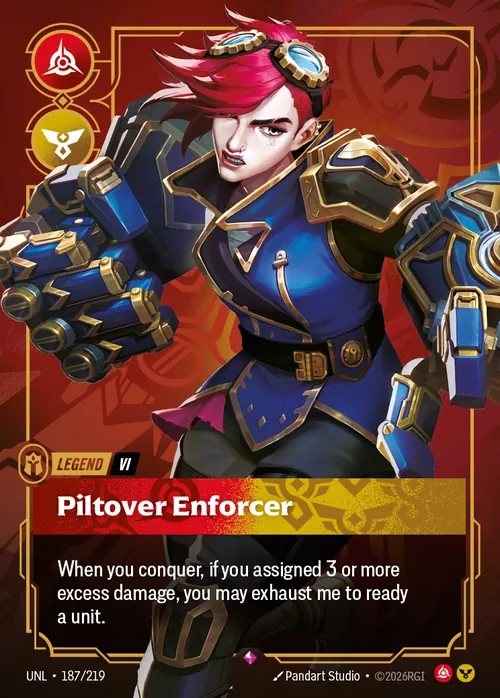 LEGEND VI
Piltover Enforcer
When you conquer, if you assigned 3 or more
excess damage, you may exhaust me to ready
a unit.
UNL • 187/219 Pandart Studio • ©2026RGI